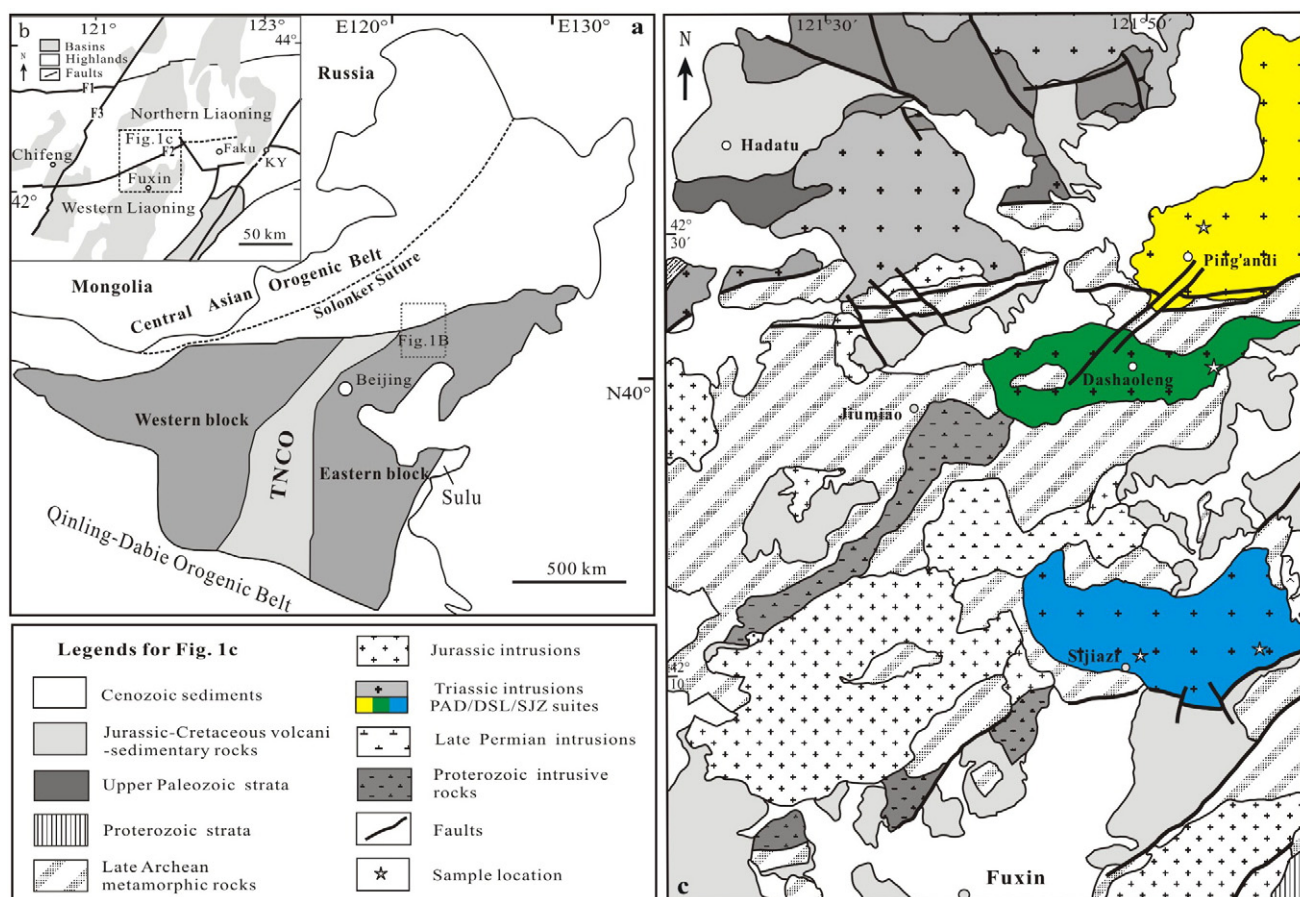 b
121°
123°
44°
N
Basins
Highlands
Faults
F1
F3
Northern Liaoning
Fig.1c
F2
Chifeng
Faku
KY
Fuxin
42°
Western Liaoning
50 km
E120°
E130°
a
Russia
Mongolia
Central Asian Orogenic Belt
Solonker Suture
Fig.1B
Beijing
N40°
Western block
TNCO
Eastern block
Sulu
Qinling-Dabie Orogenic Belt
500 km
Legends for Fig. 1c
Cenozoic sediments
Jurassic-Cretaceous volcani
-sedimentary rocks
Upper Paleozoic strata
Proterozoic strata
Late Archean
metamorphic rocks
Jurassic intrusions
Triassic intrusions
PAD/DSL/SJZ suites
Late Permian intrusions
Proterozoic intrusive
rocks
Faults
Sample location
121°30′
121°50′
N
Hadatu
42°
30′
Ping'andi
Dashaoleng
Jiumiao
Sijiazi
42°
10′
Fuxin
c